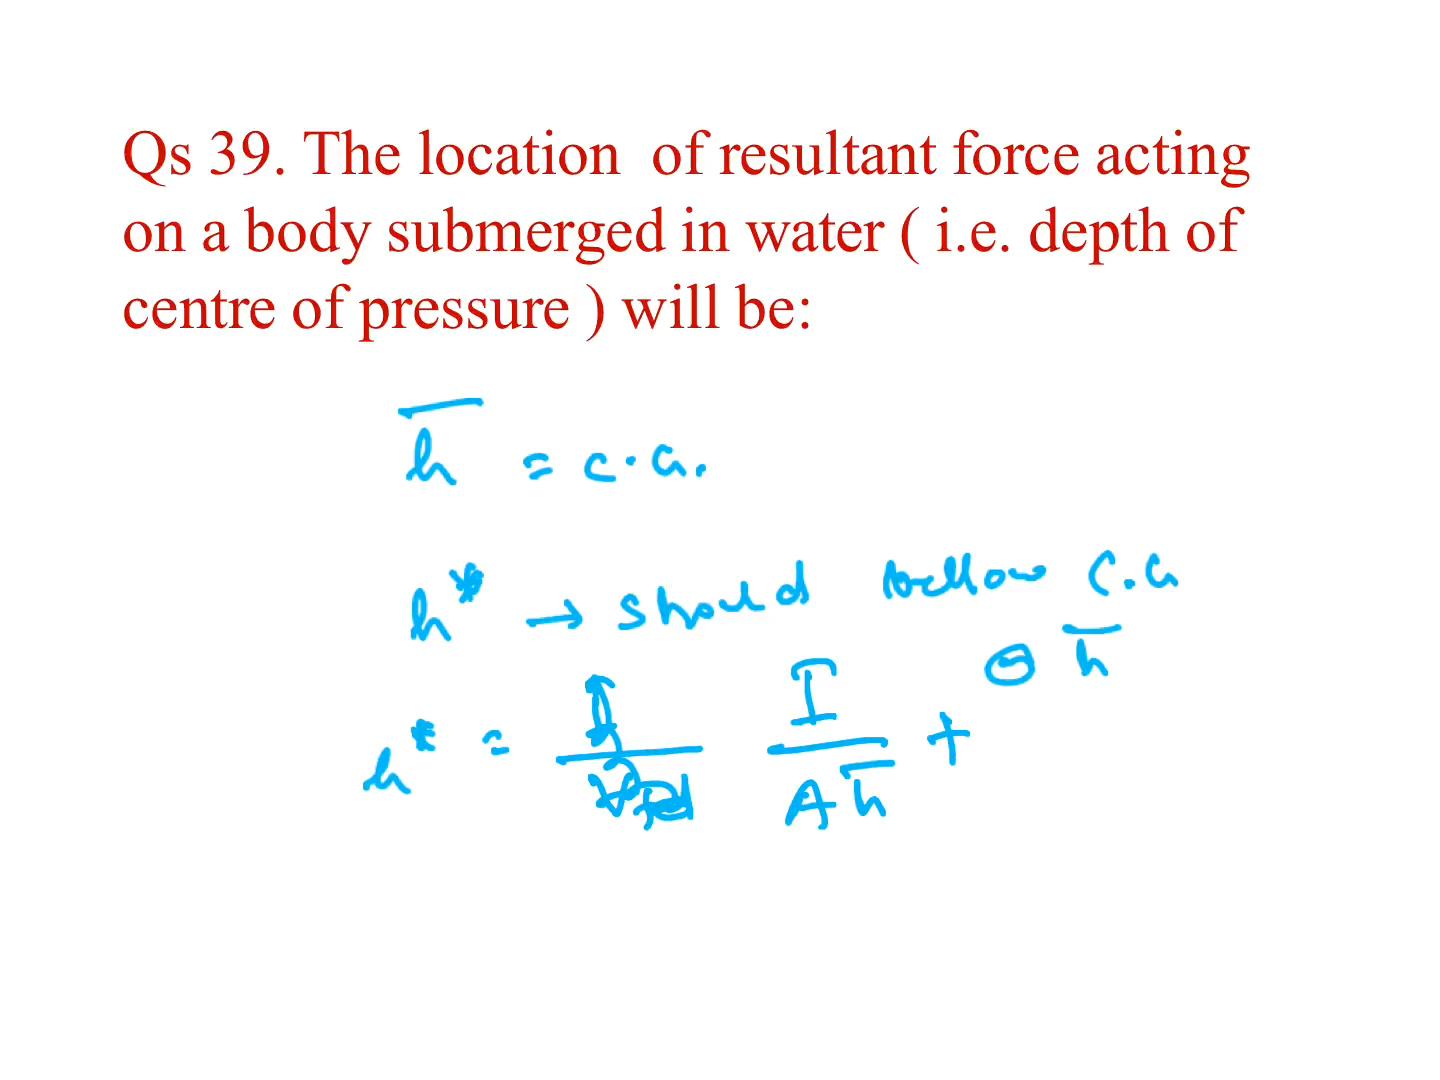 Qs 39. The location of resultant force acting
on a body submerged in water ( i.e. depth of
centre of pressure ) will be:
h̅ = C.G.
h* → should bellow C.G
h̅
h* = I / A h̅ +